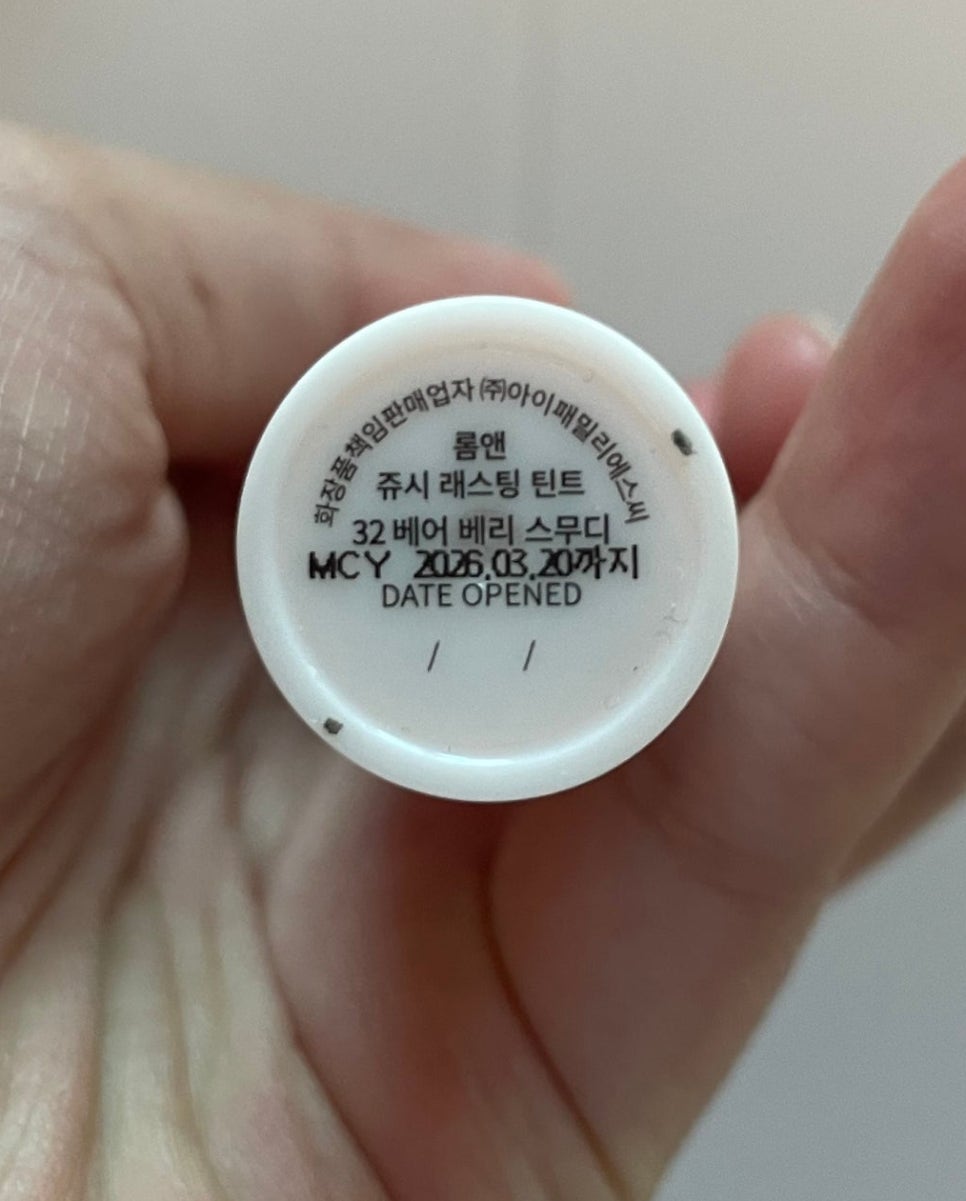 화장품책임판매업자 ㈜아이패밀리에스씨
롬앤
쥬시 래스팅 틴트
32 베어 베리 스무디
MCY 2026.03.20까지
DATE OPENED
/ /